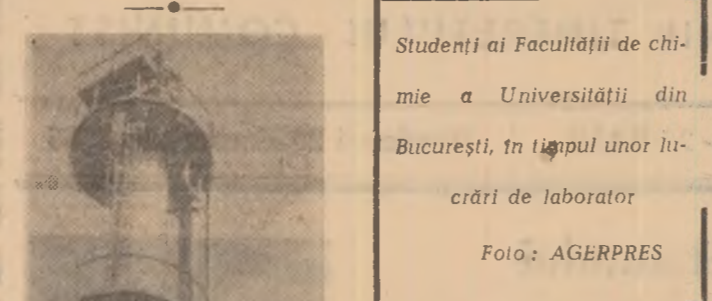 Studenți ai Facultății de chi-
mie a Universității din
București, în timpul unor lu-
crări de laborator
Foto: AGERPRES